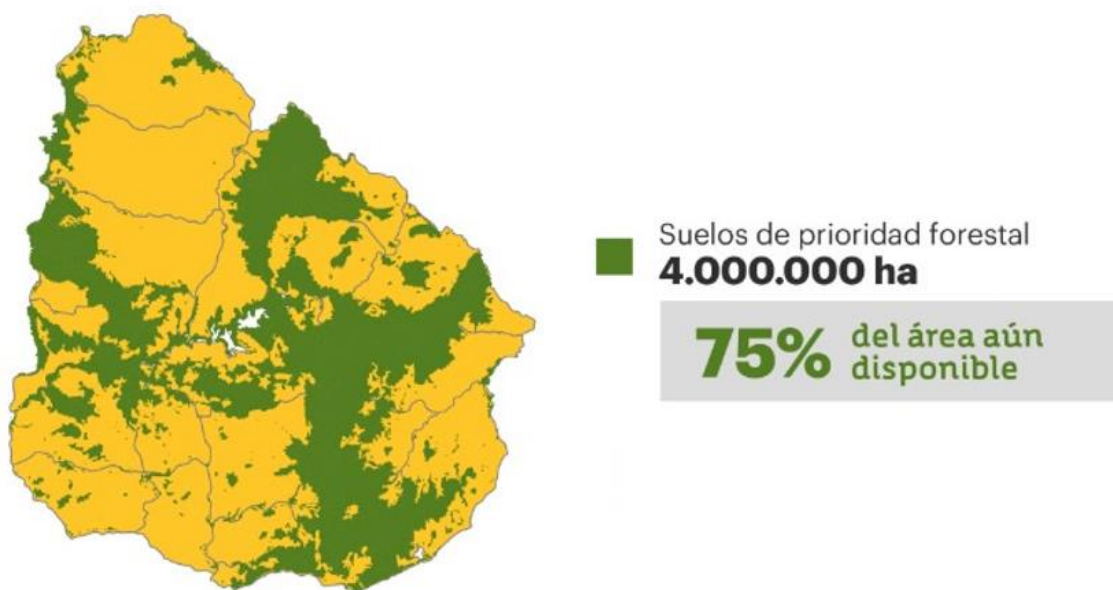 Suelos de prioridad forestal
4.000.000 ha
75% del área aún
disponible